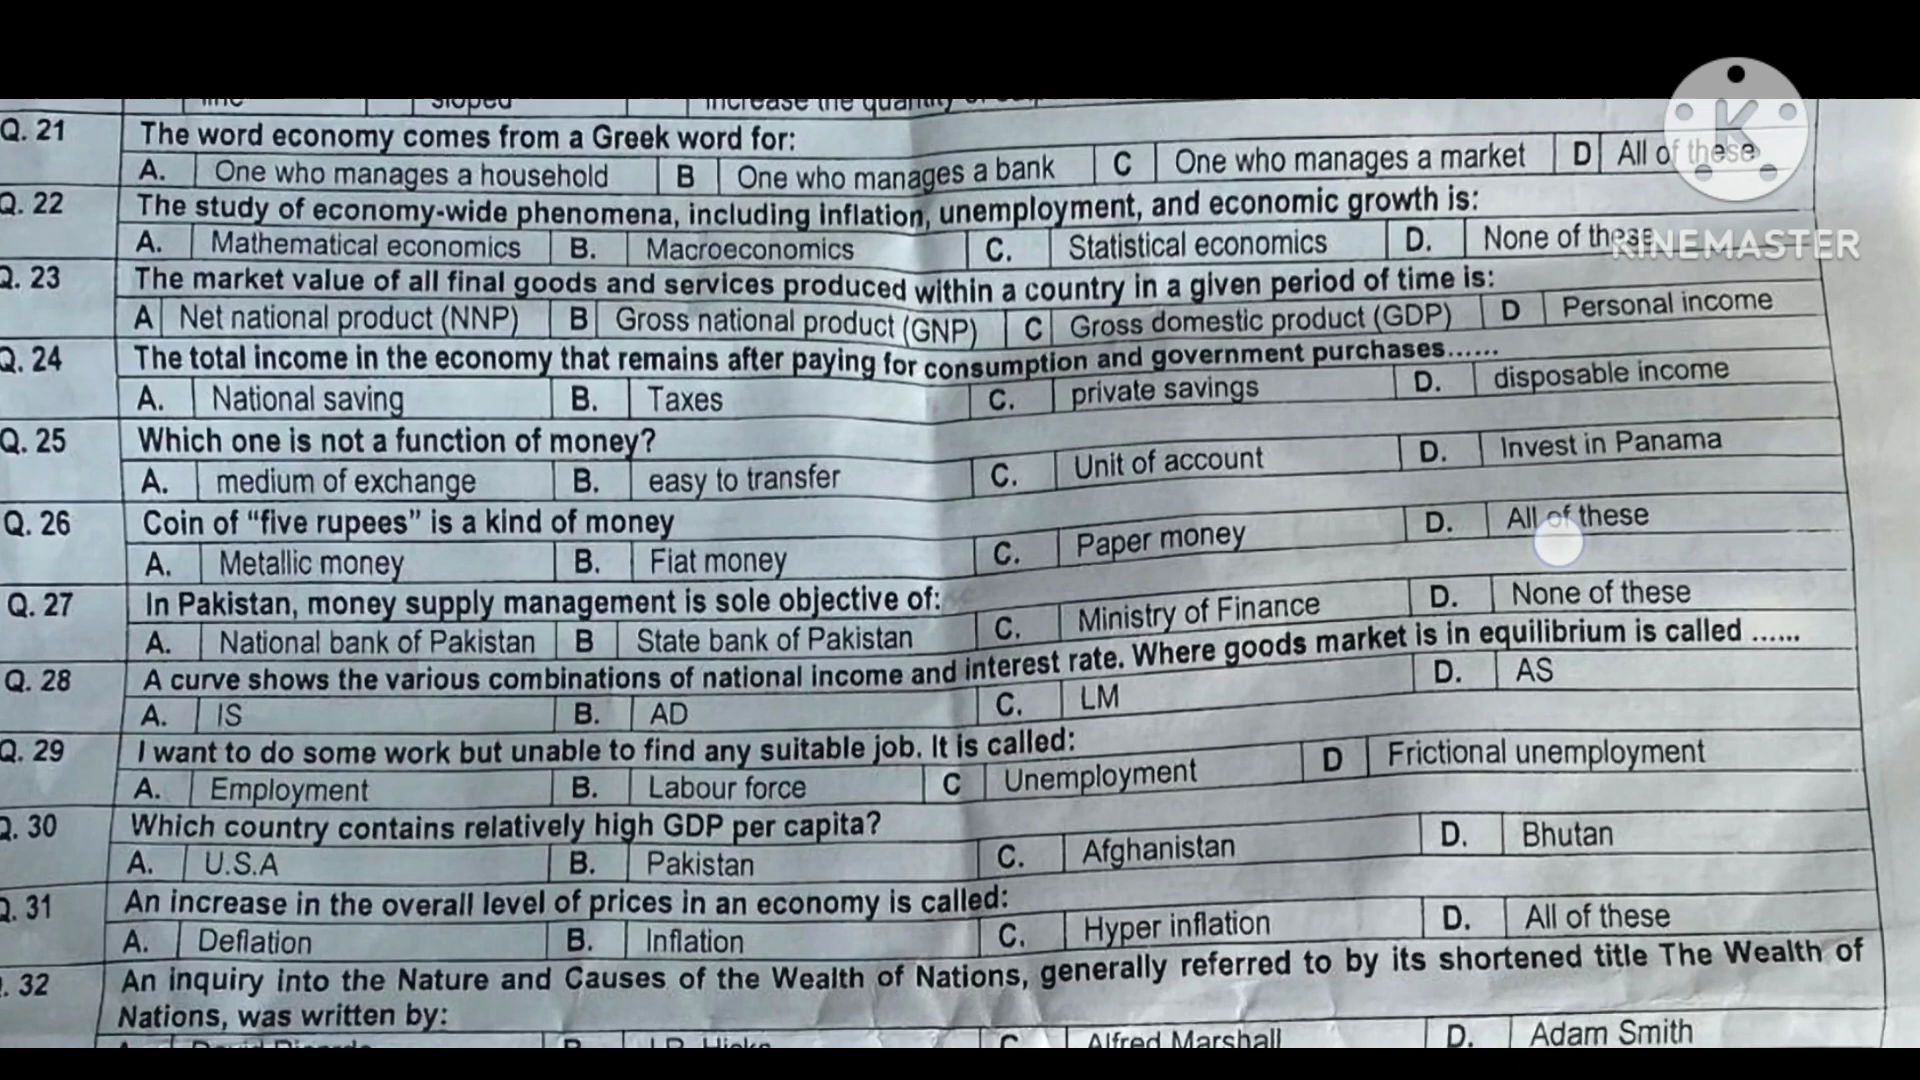 sloped increase the quantity
Q. 21 The word economy comes from a Greek word for:
A. One who manages a household B One who manages a bank C One who manages a market D All of these
Q. 22 The study of economy-wide phenomena, including inflation, unemployment, and economic growth is:
A. Mathematical economics B. Macroeconomics C. Statistical economics D. None of these
KINEMASTER
Q. 23 The market value of all final goods and services produced within a country in a given period of time is:
A Net national product (NNP) B Gross national product (GNP) C Gross domestic product (GDP) D Personal income
Q. 24 The total income in the economy that remains after paying for consumption and government purchases......
A. National saving B. Taxes C. private savings D. disposable income
Q. 25 Which one is not a function of money?
A. medium of exchange B. easy to transfer C. Unit of account D. Invest in Panama
Q. 26 Coin of “five rupees” is a kind of money
A. Metallic money B. Fiat money C. Paper money D. All of these
Q. 27 In Pakistan, money supply management is sole objective of:
A. National bank of Pakistan B State bank of Pakistan C. Ministry of Finance D. None of these
Q. 28 A curve shows the various combinations of national income and interest rate. Where goods market is in equilibrium is called ......
A. IS B. AD C. LM D. AS
Q. 29 I want to do some work but unable to find any suitable job. It is called:
A. Employment B. Labour force C Unemployment D Frictional unemployment
Q. 30 Which country contains relatively high GDP per capita?
A. U.S.A B. Pakistan C. Afghanistan D. Bhutan
Q. 31 An increase in the overall level of prices in an economy is called:
A. Deflation B. Inflation C. Hyper inflation D. All of these
. 32 An inquiry into the Nature and Causes of the Wealth of Nations, generally referred to by its shortened title The Wealth of
Nations, was written by:
Alfred Marshall D. Adam Smith